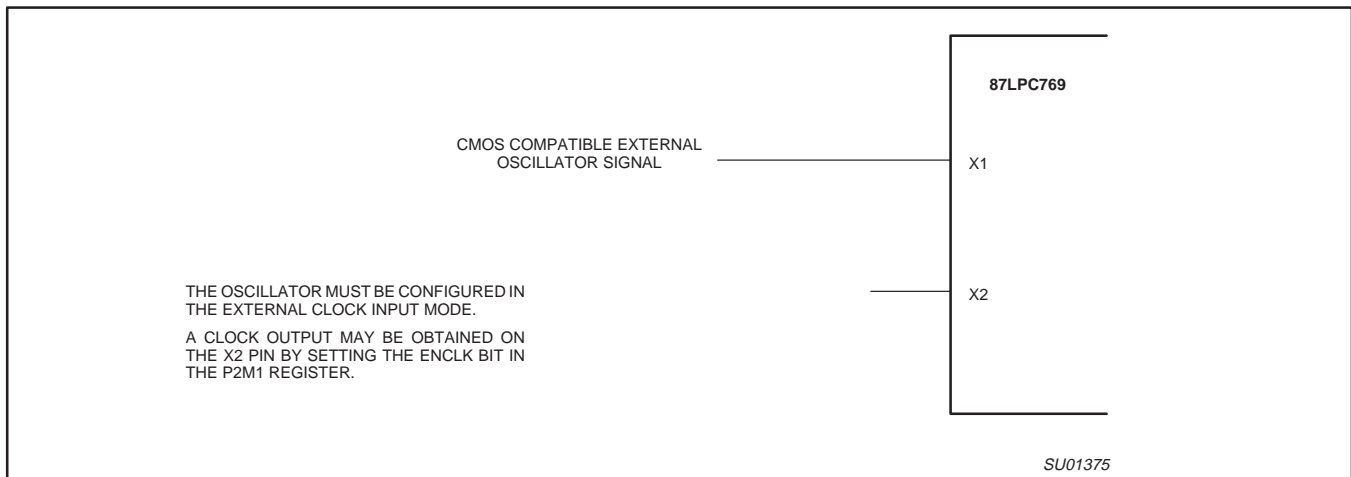 87LPC769
CMOS COMPATIBLE EXTERNAL
OSCILLATOR SIGNAL
X1
X2
THE OSCILLATOR MUST BE CONFIGURED IN
THE EXTERNAL CLOCK INPUT MODE.
A CLOCK OUTPUT MAY BE OBTAINED ON
THE X2 PIN BY SETTING THE ENCLK BIT IN
THE P2M1 REGISTER.
SU01375